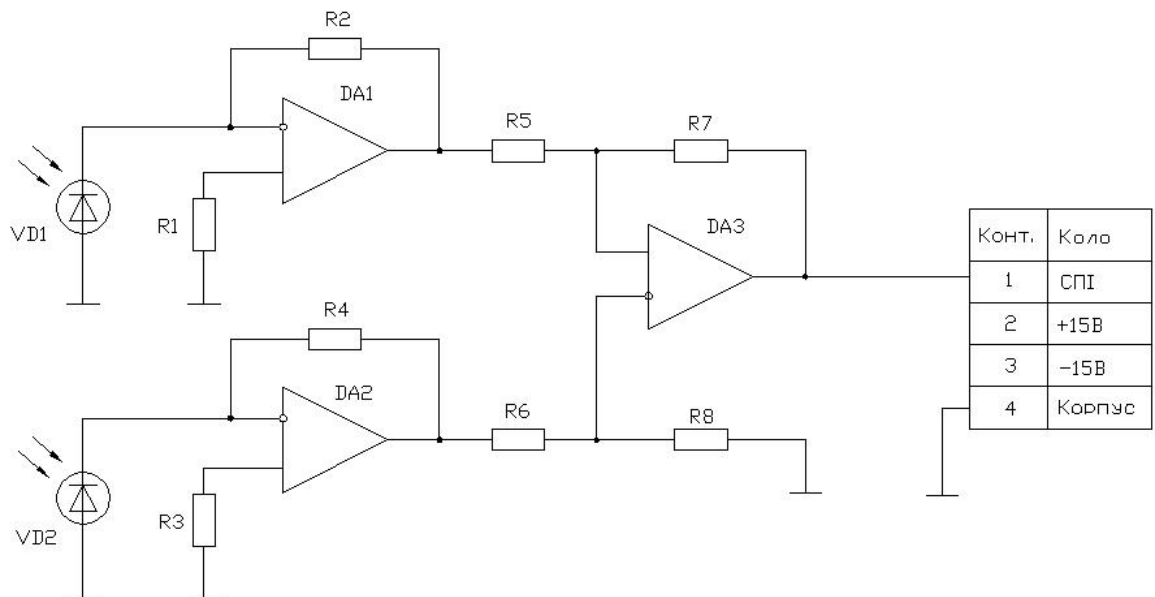 R2
DA1
R5
R7
R1
VD1
DA3
Конт. Коло
1 СПІ
2 +15В
3 -15В
4 Корпус
R4
DA2
R6
R8
R3
VD2